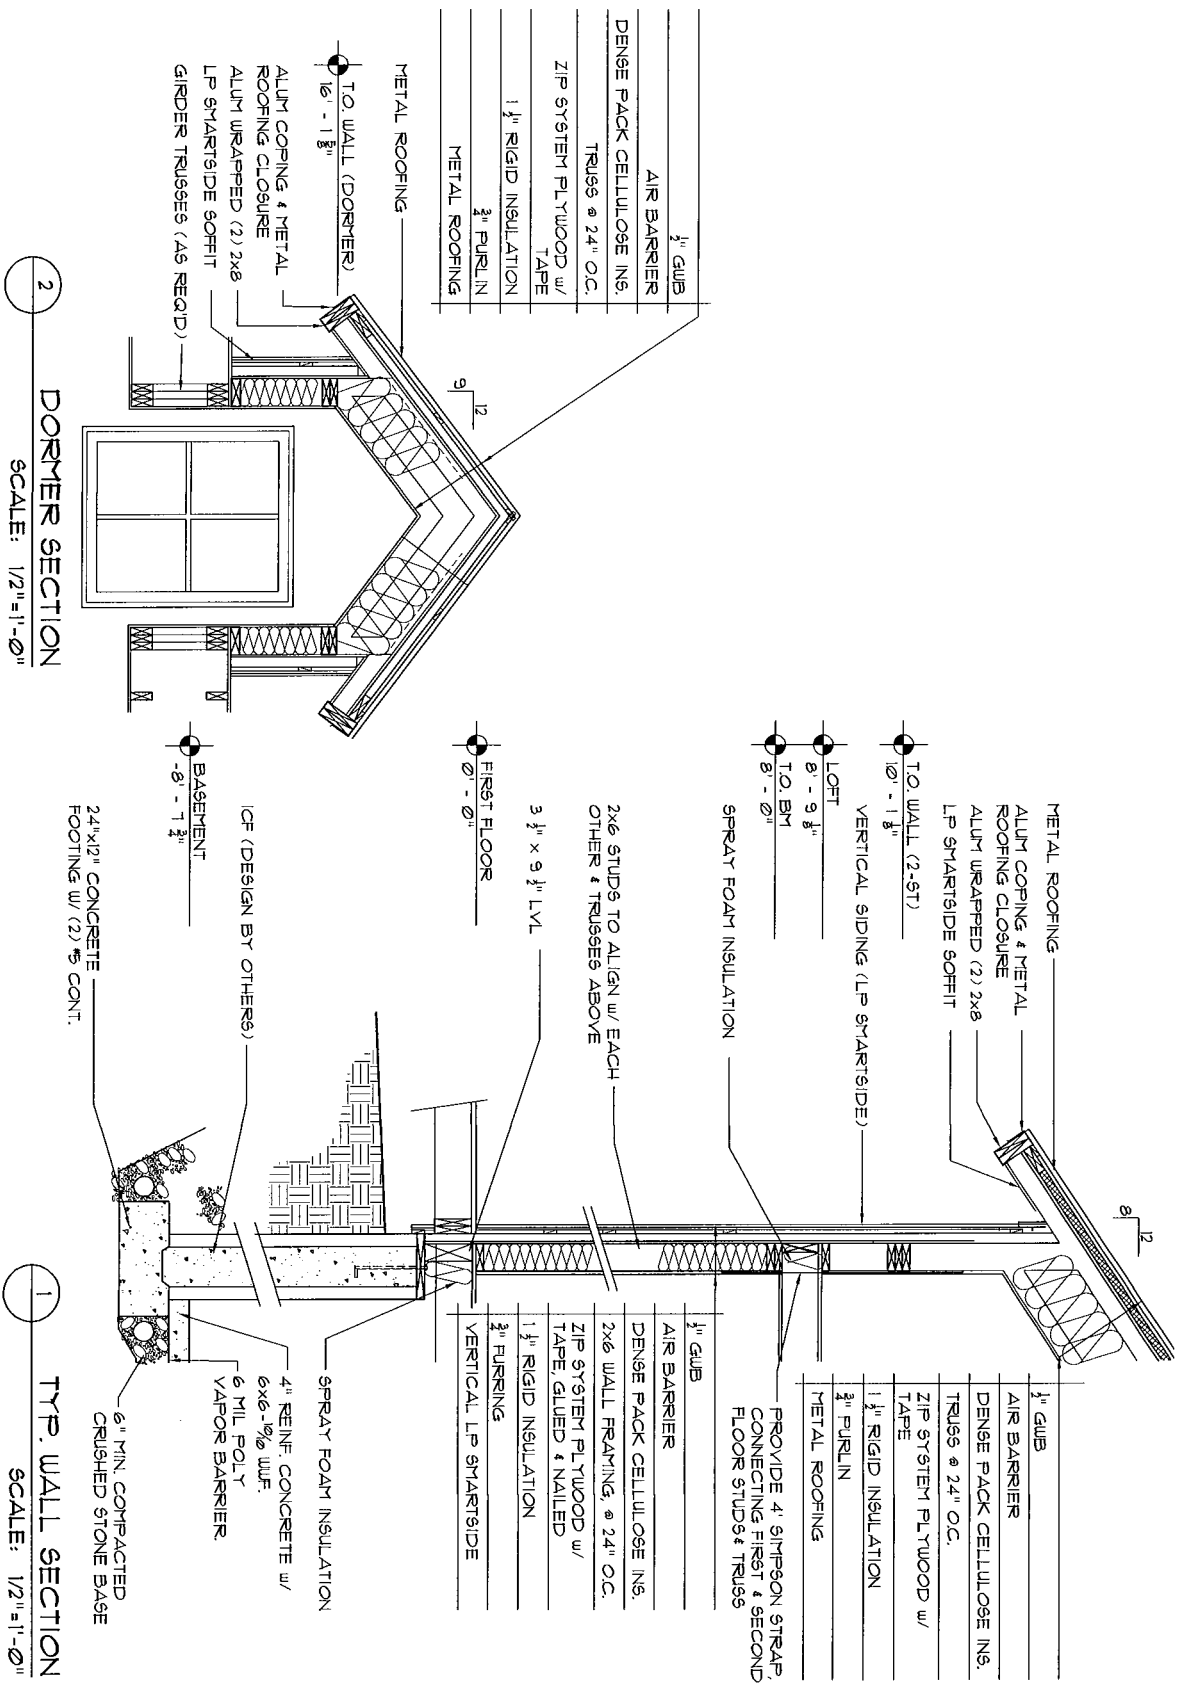 ½" GWB
AIR BARRIER
DENSE PACK CELLULOSE INS.
TRUSS @ 24" O.C.
ZIP SYSTEM PLYWOOD w/
TAPE
1 ½" RIGID INSULATION
¾" PURLIN
METAL ROOFING
METAL ROOFING
T.O. WALL (DORMER)
16' - 1 ⅝"
ALUM COPING & METAL
ROOFING CLOSURE
ALUM WRAPPED (2) 2x8
LP SMARTSIDE SOFFIT
GIRDER TRUSSES (AS REQ'D)
12
9
2
DORMER SECTION
SCALE: 1/2"=1'-0"
METAL ROOFING
ALUM COPING & METAL
ROOFING CLOSURE
ALUM WRAPPED (2) 2x8
LP SMARTSIDE SOFFIT
T.O. WALL (2-ST)
10' - 1 ⅛"
VERTICAL SIDING (LP SMARTSIDE)
LOFT
8' - 9 ½"
T.O. BM
8' - 0"
SPRAY FOAM INSULATION
2x6 STUDS TO ALIGN w/ EACH
OTHER & TRUSSES ABOVE
3 ½" x 9 ½" LVL
FIRST FLOOR
0' - 0"
ICF (DESIGN BY OTHERS)
BASEMENT
-8' - 7 ¾"
24"x12" CONCRETE
FOOTING W/ (2) #5 CONT.
12
8
½" GWB
AIR BARRIER
DENSE PACK CELLULOSE INS.
TRUSS @ 24" O.C.
ZIP SYSTEM PLYWOOD w/
TAPE
1 ½" RIGID INSULATION
¾" PURLIN
METAL ROOFING
PROVIDE 4' SIMPSON STRAP,
CONNECTING FIRST & SECOND
FLOOR STUDS & TRUSS
½" GWB
AIR BARRIER
DENSE PACK CELLULOSE INS.
2x6 WALL FRAMING, @ 24" O.C.
ZIP SYSTEM PLYWOOD w/
TAPE, GLUED & NAILED
1 ½" RIGID INSULATION
¾" FURRING
VERTICAL LP SMARTSIDE
SPRAY FOAM INSULATION
4" REINF. CONCRETE w/
6x6-10/10 WWF.
6 MIL POLY
VAPOR BARRIER.
6" MIN. COMPACTED
CRUSHED STONE BASE
1
TYP. WALL SECTION
SCALE: 1/2"=1'-0"